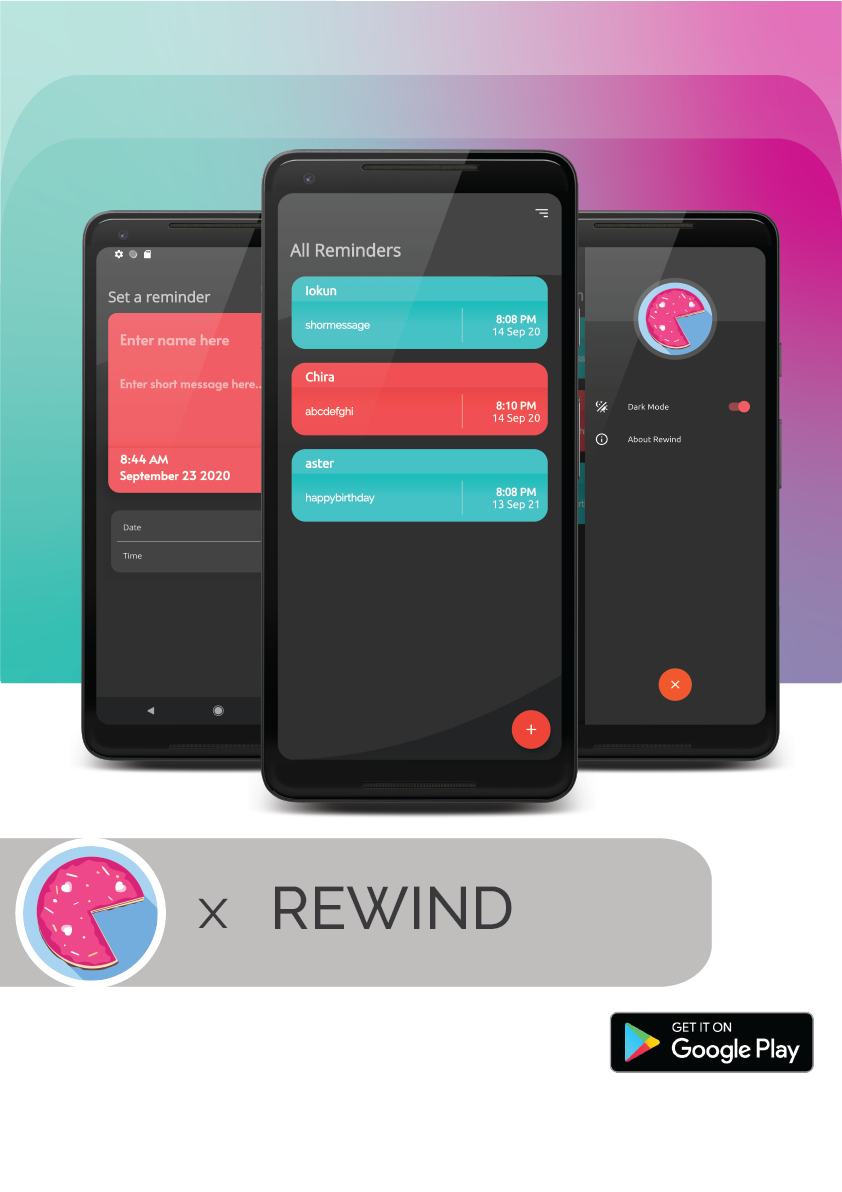 Set a reminder
Enter name here
Enter short message here..
8:44 AM
September 23 2020
Date
Time
All Reminders
Iokun
shormessage
8:08 PM
14 Sep 20
Chira
abcdefghi
8:10 PM
14 Sep 20
aster
happybirthday
8:08 PM
13 Sep 21
Dark Mode
About Rewind
x REWIND
GET IT ON
Google Play